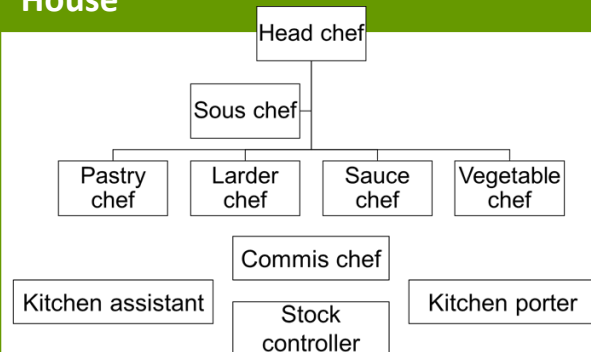 House
Head chef
Sous chef
Pastry
chef
Larder
chef
Sauce
chef
Vegetable
chef
Commis chef
Kitchen assistant
Kitchen porter
Stock
controller